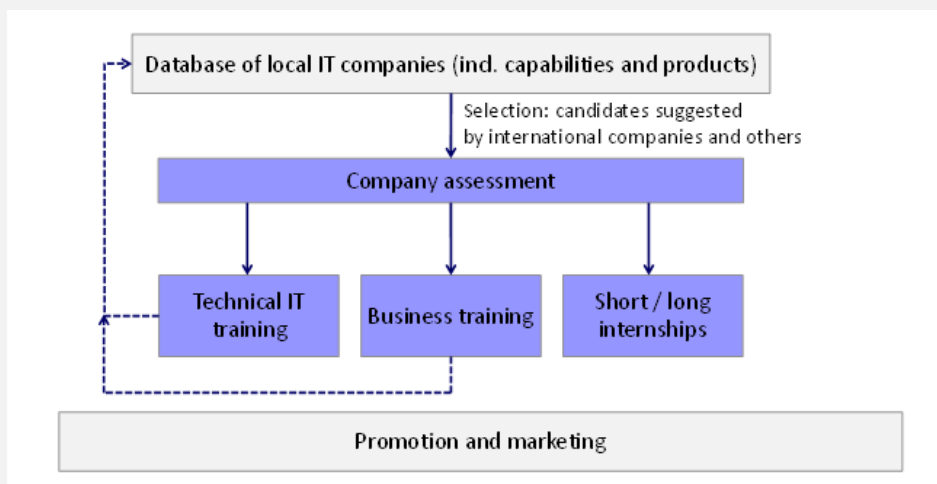 Database of local IT companies (incl. capabilities and products)
Selection: candidates suggested
by international companies and others
Company assessment
Technical IT
training
Business training
Short / long
internships
Promotion and marketing